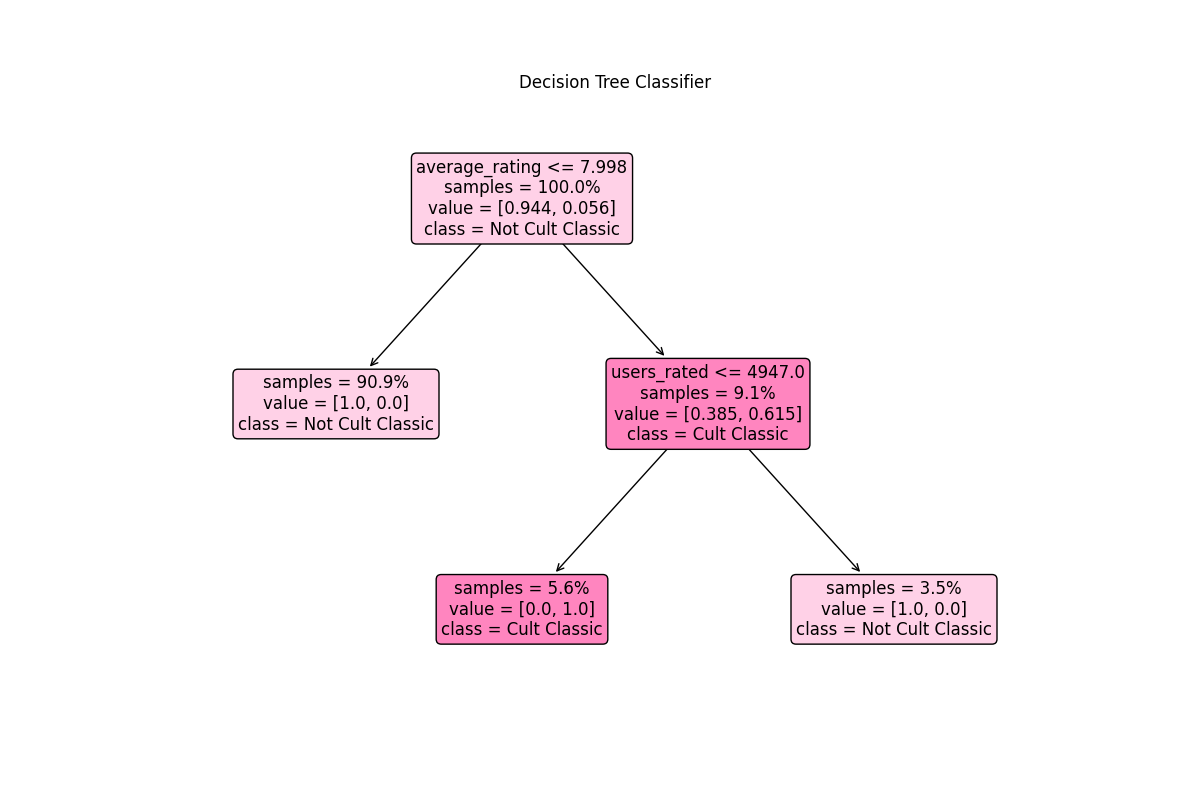 Decision Tree Classifier
average_rating <= 7.998
samples = 100.0%
value = [0.944, 0.056]
class = Not Cult Classic
samples = 90.9%
value = [1.0, 0.0]
class = Not Cult Classic
users_rated <= 4947.0
samples = 9.1%
value = [0.385, 0.615]
class = Cult Classic
samples = 5.6%
value = [0.0, 1.0]
class = Cult Classic
samples = 3.5%
value = [1.0, 0.0]
class = Not Cult Classic